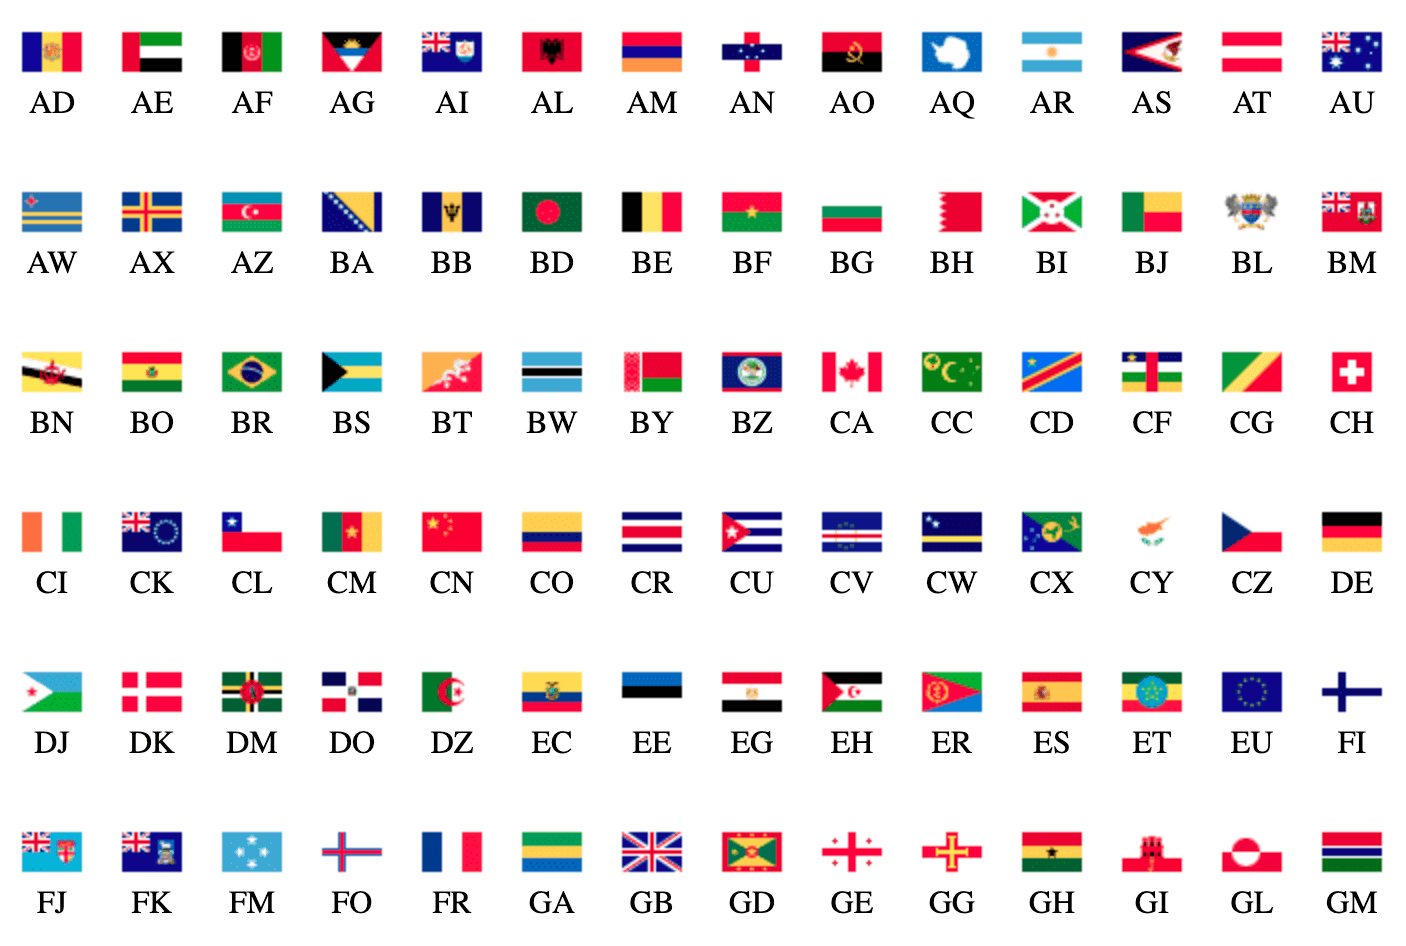 AD AE AF AG AI AL AM AN AO AQ AR AS AT AU
AW AX AZ BA BB BD BE BF BG BH BI BJ BL BM
BN BO BR BS BT BW BY BZ CA CC CD CF CG CH
CI CK CL CM CN CO CR CU CV CW CX CY CZ DE
DJ DK DM DO DZ EC EE EG EH ER ES ET EU FI
FJ FK FM FO FR GA GB GD GE GG GH GI GL GM